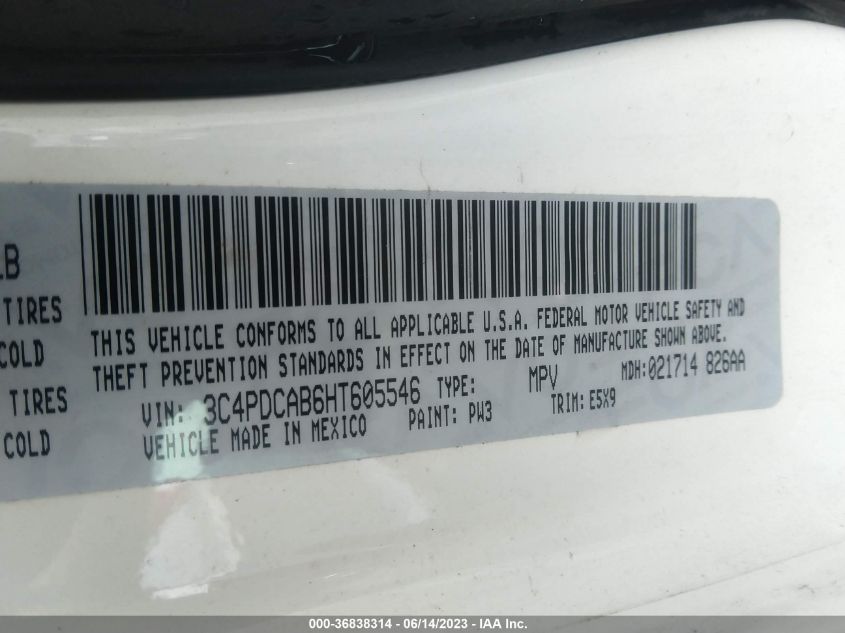 LB
TIRES
COLD
TIRES
COLD
THIS VEHICLE CONFORMS TO ALL APPLICABLE U.S.A. FEDERAL MOTOR VEHICLE SAFETY AND
THEFT PREVENTION STANDARDS IN EFFECT ON THE DATE OF MANUFACTURE SHOWN ABOVE.
VIN: 3C4PDCAB6HT605546 TYPE: MPV MDH:021714 826AA
VEHICLE MADE IN MEXICO PAINT: PW3 TRIM: E5X9
000-36838314 - 06/14/2023 - IAA Inc.